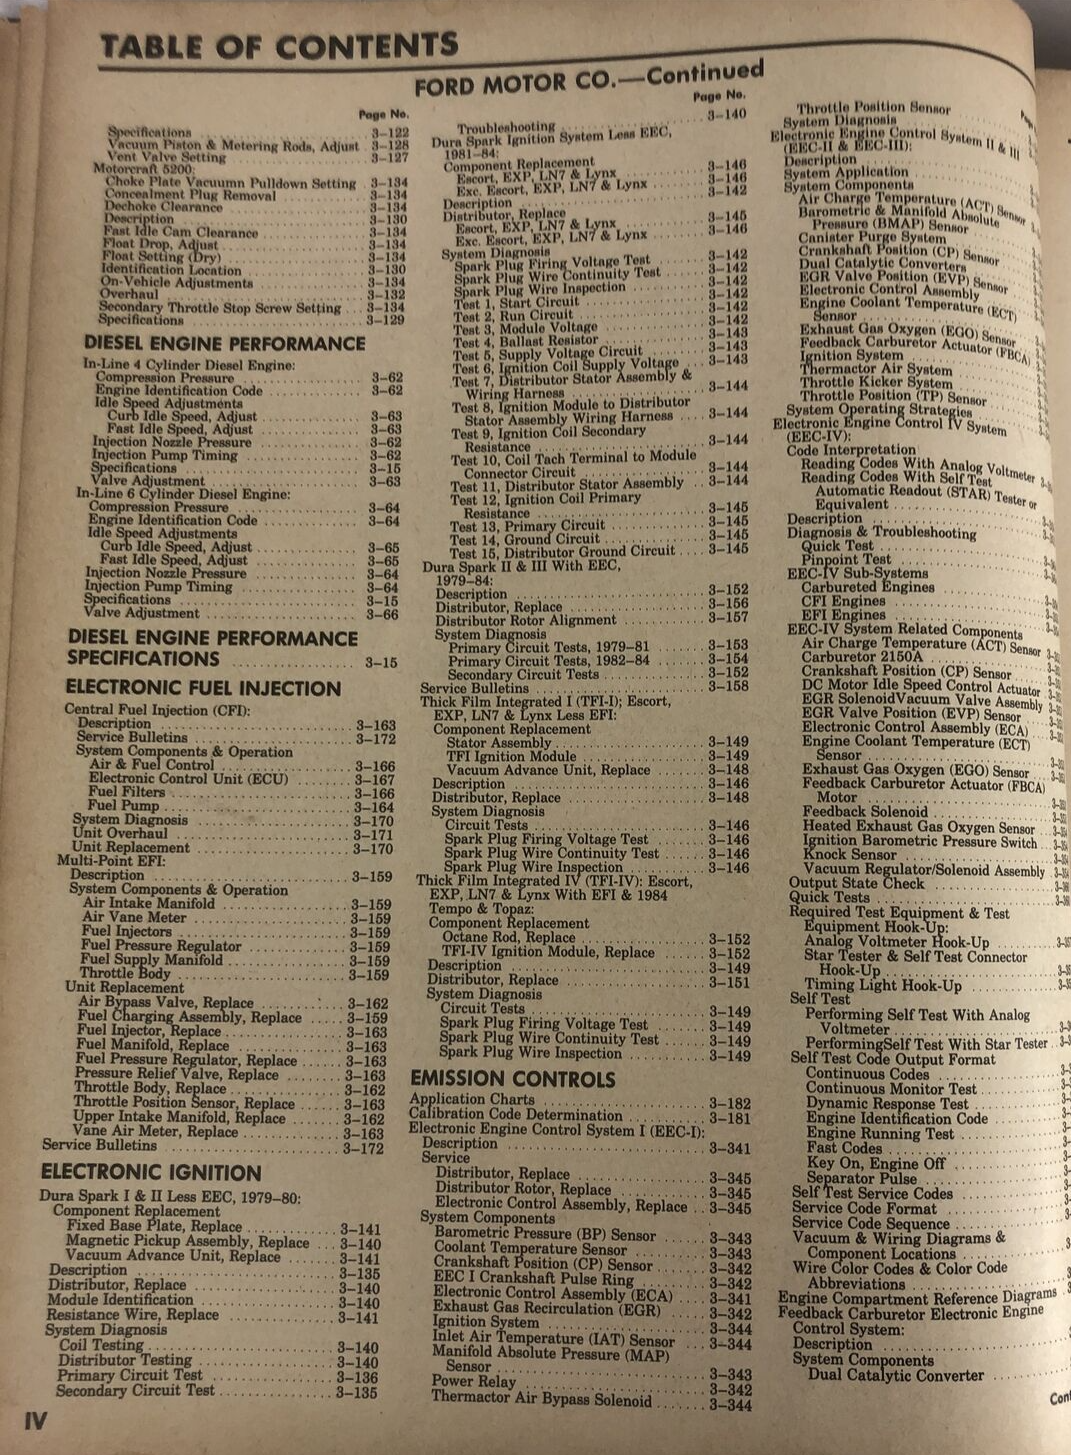 TABLE OF CONTENTS
FORD MOTOR CO.—Continued
Page No.
Specifications 3–122
Vacuum Piston & Metering Rods, Adjust 3–128
Vent Valve Setting 3–127
Motorcraft 5200:
Choke Plate Vacuumn Pulldown Setting 3–134
Concealment Plug Removal 3–134
Dechoke Clearance 3–134
Description 3–130
Fast Idle Cam Clearance 3–134
Float Drop, Adjust 3–134
Float Setting (Dry) 3–134
Identification Location 3–130
On-Vehicle Adjustments 3–134
Overhaul 3–132
Secondary Throttle Stop Screw Setting 3–134
Specifications 3–129
DIESEL ENGINE PERFORMANCE
In-Line 4 Cylinder Diesel Engine:
Compression Pressure 3–62
Engine Identification Code 3–62
Idle Speed Adjustments
Curb Idle Speed, Adjust 3–63
Fast Idle Speed, Adjust 3–63
Injection Nozzle Pressure 3–62
Injection Pump Timing 3–62
Specifications 3–15
Valve Adjustment 3–63
In-Line 6 Cylinder Diesel Engine:
Compression Pressure 3–64
Engine Identification Code 3–64
Idle Speed Adjustments
Curb Idle Speed, Adjust 3–65
Fast Idle Speed, Adjust 3–65
Injection Nozzle Pressure 3–64
Injection Pump Timing 3–64
Specifications 3–15
Valve Adjustment 3–66
DIESEL ENGINE PERFORMANCE
SPECIFICATIONS 3–15
ELECTRONIC FUEL INJECTION
Central Fuel Injection (CFI):
Description 3–163
Service Bulletins 3–172
System Components & Operation
Air & Fuel Control 3–166
Electronic Control Unit (ECU) 3–167
Fuel Filters 3–166
Fuel Pump 3–164
System Diagnosis 3–170
Unit Overhaul 3–171
Unit Replacement 3–170
Multi-Point EFI:
Description 3–159
System Components & Operation
Air Intake Manifold 3–159
Air Vane Meter 3–159
Fuel Injectors 3–159
Fuel Pressure Regulator 3–159
Fuel Supply Manifold 3–159
Throttle Body 3–159
Unit Replacement
Air Bypass Valve, Replace 3–162
Fuel Charging Assembly, Replace 3–159
Fuel Injector, Replace 3–163
Fuel Manifold, Replace 3–163
Fuel Pressure Regulator, Replace 3–163
Pressure Relief Valve, Replace 3–163
Throttle Body, Replace 3–162
Throttle Position Sensor, Replace 3–163
Upper Intake Manifold, Replace 3–162
Vane Air Meter, Replace 3–163
Service Bulletins 3–172
ELECTRONIC IGNITION
Dura Spark I & II Less EEC, 1979–80:
Component Replacement
Fixed Base Plate, Replace 3–141
Magnetic Pickup Assembly, Replace 3–140
Vacuum Advance Unit, Replace 3–141
Description 3–135
Distributor, Replace 3–140
Module Identification 3–140
Resistance Wire, Replace 3–141
System Diagnosis
Coil Testing 3–140
Distributor Testing 3–140
Primary Circuit Test 3–136
Secondary Circuit Test 3–135
IV
Page No.
Troubleshooting 3–140
Dura Spark Ignition System Less EEC,
1981–84:
Component Replacement 3–146
Escort, EXP, LN7 & Lynx 3–146
Exc. Escort, EXP, LN7 & Lynx 3–142
Description
Distributor, Replace 3–145
Escort, EXP, LN7 & Lynx 3–146
Exc. Escort, EXP, LN7 & Lynx
System Diagnosis 3–142
Spark Plug Firing Voltage Test 3–142
Spark Plug Wire Continuity Test 3–142
Spark Plug Wire Inspection 3–142
Test 1, Start Circuit 3–142
Test 2, Run Circuit 3–142
Test 3, Module Voltage 3–143
Test 4, Ballast Resistor 3–143
Test 5, Supply Voltage Circuit 3–143
Test 6, Ignition Coil Supply Voltage
Test 7, Distributor Stator Assembly &
Wiring Harness 3–144
Test 8, Ignition Module to Distributor
Stator Assembly Wiring Harness 3–144
Test 9, Ignition Coil Secondary
Resistance 3–144
Test 10, Coil Tach Terminal to Module
Connector Circuit 3–144
Test 11, Distributor Stator Assembly 3–144
Test 12, Ignition Coil Primary
Resistance 3–145
Test 13, Primary Circuit 3–145
Test 14, Ground Circuit 3–145
Test 15, Distributor Ground Circuit 3–145
Dura Spark II & III With EEC,
1979–84:
Description 3–152
Distributor, Replace 3–156
Distributor Rotor Alignment 3–157
System Diagnosis
Primary Circuit Tests, 1979–81 3–153
Primary Circuit Tests, 1982–84 3–154
Secondary Circuit Tests 3–152
Service Bulletins 3–158
Thick Film Integrated I (TFI-I); Escort,
EXP, LN7 & Lynx Less EFI:
Component Replacement
Stator Assembly 3–149
TFI Ignition Module 3–149
Vacuum Advance Unit, Replace 3–148
Description 3–146
Distributor, Replace 3–148
System Diagnosis
Circuit Tests 3–146
Spark Plug Firing Voltage Test 3–146
Spark Plug Wire Continuity Test 3–146
Spark Plug Wire Inspection 3–146
Thick Film Integrated IV (TFI-IV): Escort,
EXP, LN7 & Lynx With EFI & 1984
Tempo & Topaz:
Component Replacement
Octane Rod, Replace 3–152
TFI-IV Ignition Module, Replace 3–152
Description 3–149
Distributor, Replace 3–151
System Diagnosis
Circuit Tests 3–149
Spark Plug Firing Voltage Test 3–149
Spark Plug Wire Continuity Test 3–149
Spark Plug Wire Inspection 3–149
EMISSION CONTROLS
Application Charts 3–182
Calibration Code Determination 3–181
Electronic Engine Control System I (EEC-I):
Description 3–341
Service
Distributor, Replace 3–345
Distributor Rotor, Replace 3–345
Electronic Control Assembly, Replace 3–345
System Components
Barometric Pressure (BP) Sensor 3–343
Coolant Temperature Sensor 3–343
Crankshaft Position (CP) Sensor 3–342
EEC I Crankshaft Pulse Ring 3–342
Electronic Control Assembly (ECA) 3–341
Exhaust Gas Recirculation (EGR) 3–342
Ignition System 3–344
Inlet Air Temperature (IAT) Sensor 3–344
Manifold Absolute Pressure (MAP)
Sensor 3–343
Power Relay 3–342
Thermactor Air Bypass Solenoid 3–344
Throttle Position Sensor
System Diagnosis
Electronic Engine Control System II & III
(EEC-II & EEC-III):
Description
System Application
System Components
Air Charge Temperature (ACT) Sensor
Barometric & Manifold Absolute
Pressure (BMAP) Sensor
Canister Purge System
Crankshaft Position (CP) Sensor
Dual Catalytic Converters
EGR Valve Position (EVP) Sensor
Electronic Control Assembly
Engine Coolant Temperature (ECT)
Sensor
Exhaust Gas Oxygen (EGO) Sensor
Feedback Carburetor Actuator (FBCA)
Ignition System
Thermactor Air System
Throttle Kicker System
Throttle Position (TP) Sensor
System Operating Strategies
Electronic Engine Control IV System
(EEC-IV):
Code Interpretation
Reading Codes With Analog Voltmeter
Reading Codes With Self Test
Automatic Readout (STAR) Tester or
Equivalent
Description
Diagnosis & Troubleshooting
Quick Test
Pinpoint Test
EEC-IV Sub-Systems
Carbureted Engines
CFI Engines
EFI Engines
EEC-IV System Related Components
Air Charge Temperature (ACT) Sensor
Carburetor 2150A
Crankshaft Position (CP) Sensor
DC Motor Idle Speed Control Actuator
EGR SolenoidVacuum Valve Assembly
EGR Valve Position (EVP) Sensor
Electronic Control Assembly (ECA)
Engine Coolant Temperature (ECT)
Sensor
Exhaust Gas Oxygen (EGO) Sensor
Feedback Carburetor Actuator (FBCA)
Motor
Feedback Solenoid
Heated Exhaust Gas Oxygen Sensor
Ignition Barometric Pressure Switch
Knock Sensor
Vacuum Regulator/Solenoid Assembly
Output State Check
Quick Tests
Required Test Equipment & Test
Equipment Hook-Up:
Analog Voltmeter Hook-Up
Star Tester & Self Test Connector
Hook-Up
Timing Light Hook-Up
Self Test
Performing Self Test With Analog
Voltmeter
PerformingSelf Test With Star Tester
Self Test Code Output Format
Continuous Codes
Continuous Monitor Test
Dynamic Response Test
Engine Identification Code
Engine Running Test
Fast Codes
Key On, Engine Off
Separator Pulse
Self Test Service Codes
Service Code Format
Service Code Sequence
Vacuum & Wiring Diagrams &
Component Locations
Wire Color Codes & Color Code
Abbreviations
Engine Compartment Reference Diagrams
Feedback Carburetor Electronic Engine
Control System:
Description
System Components
Dual Catalytic Converter